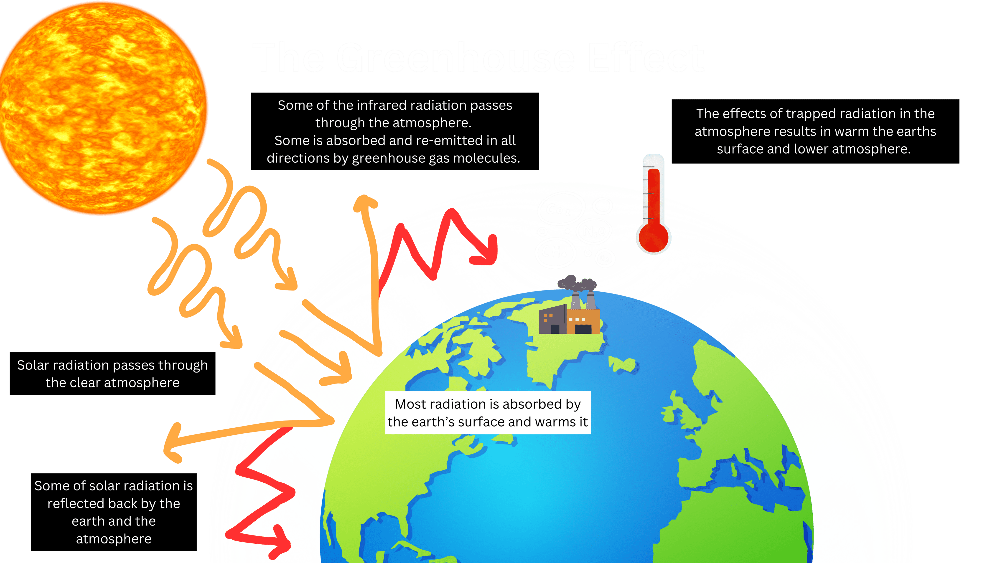 The Greenhouse Effect
Some of the infrared radiation passes
through the atmosphere.
Some is absorbed and re-emitted in all
directions by greenhouse gas molecules.
The effects of trapped radiation in the
atmosphere results in warm the earths
surface and lower atmosphere.
Solar radiation passes through
the clear atmosphere
Most radiation is absorbed by
the earth’s surface and warms it
Some of solar radiation is
reflected back by the
earth and the
atmosphere